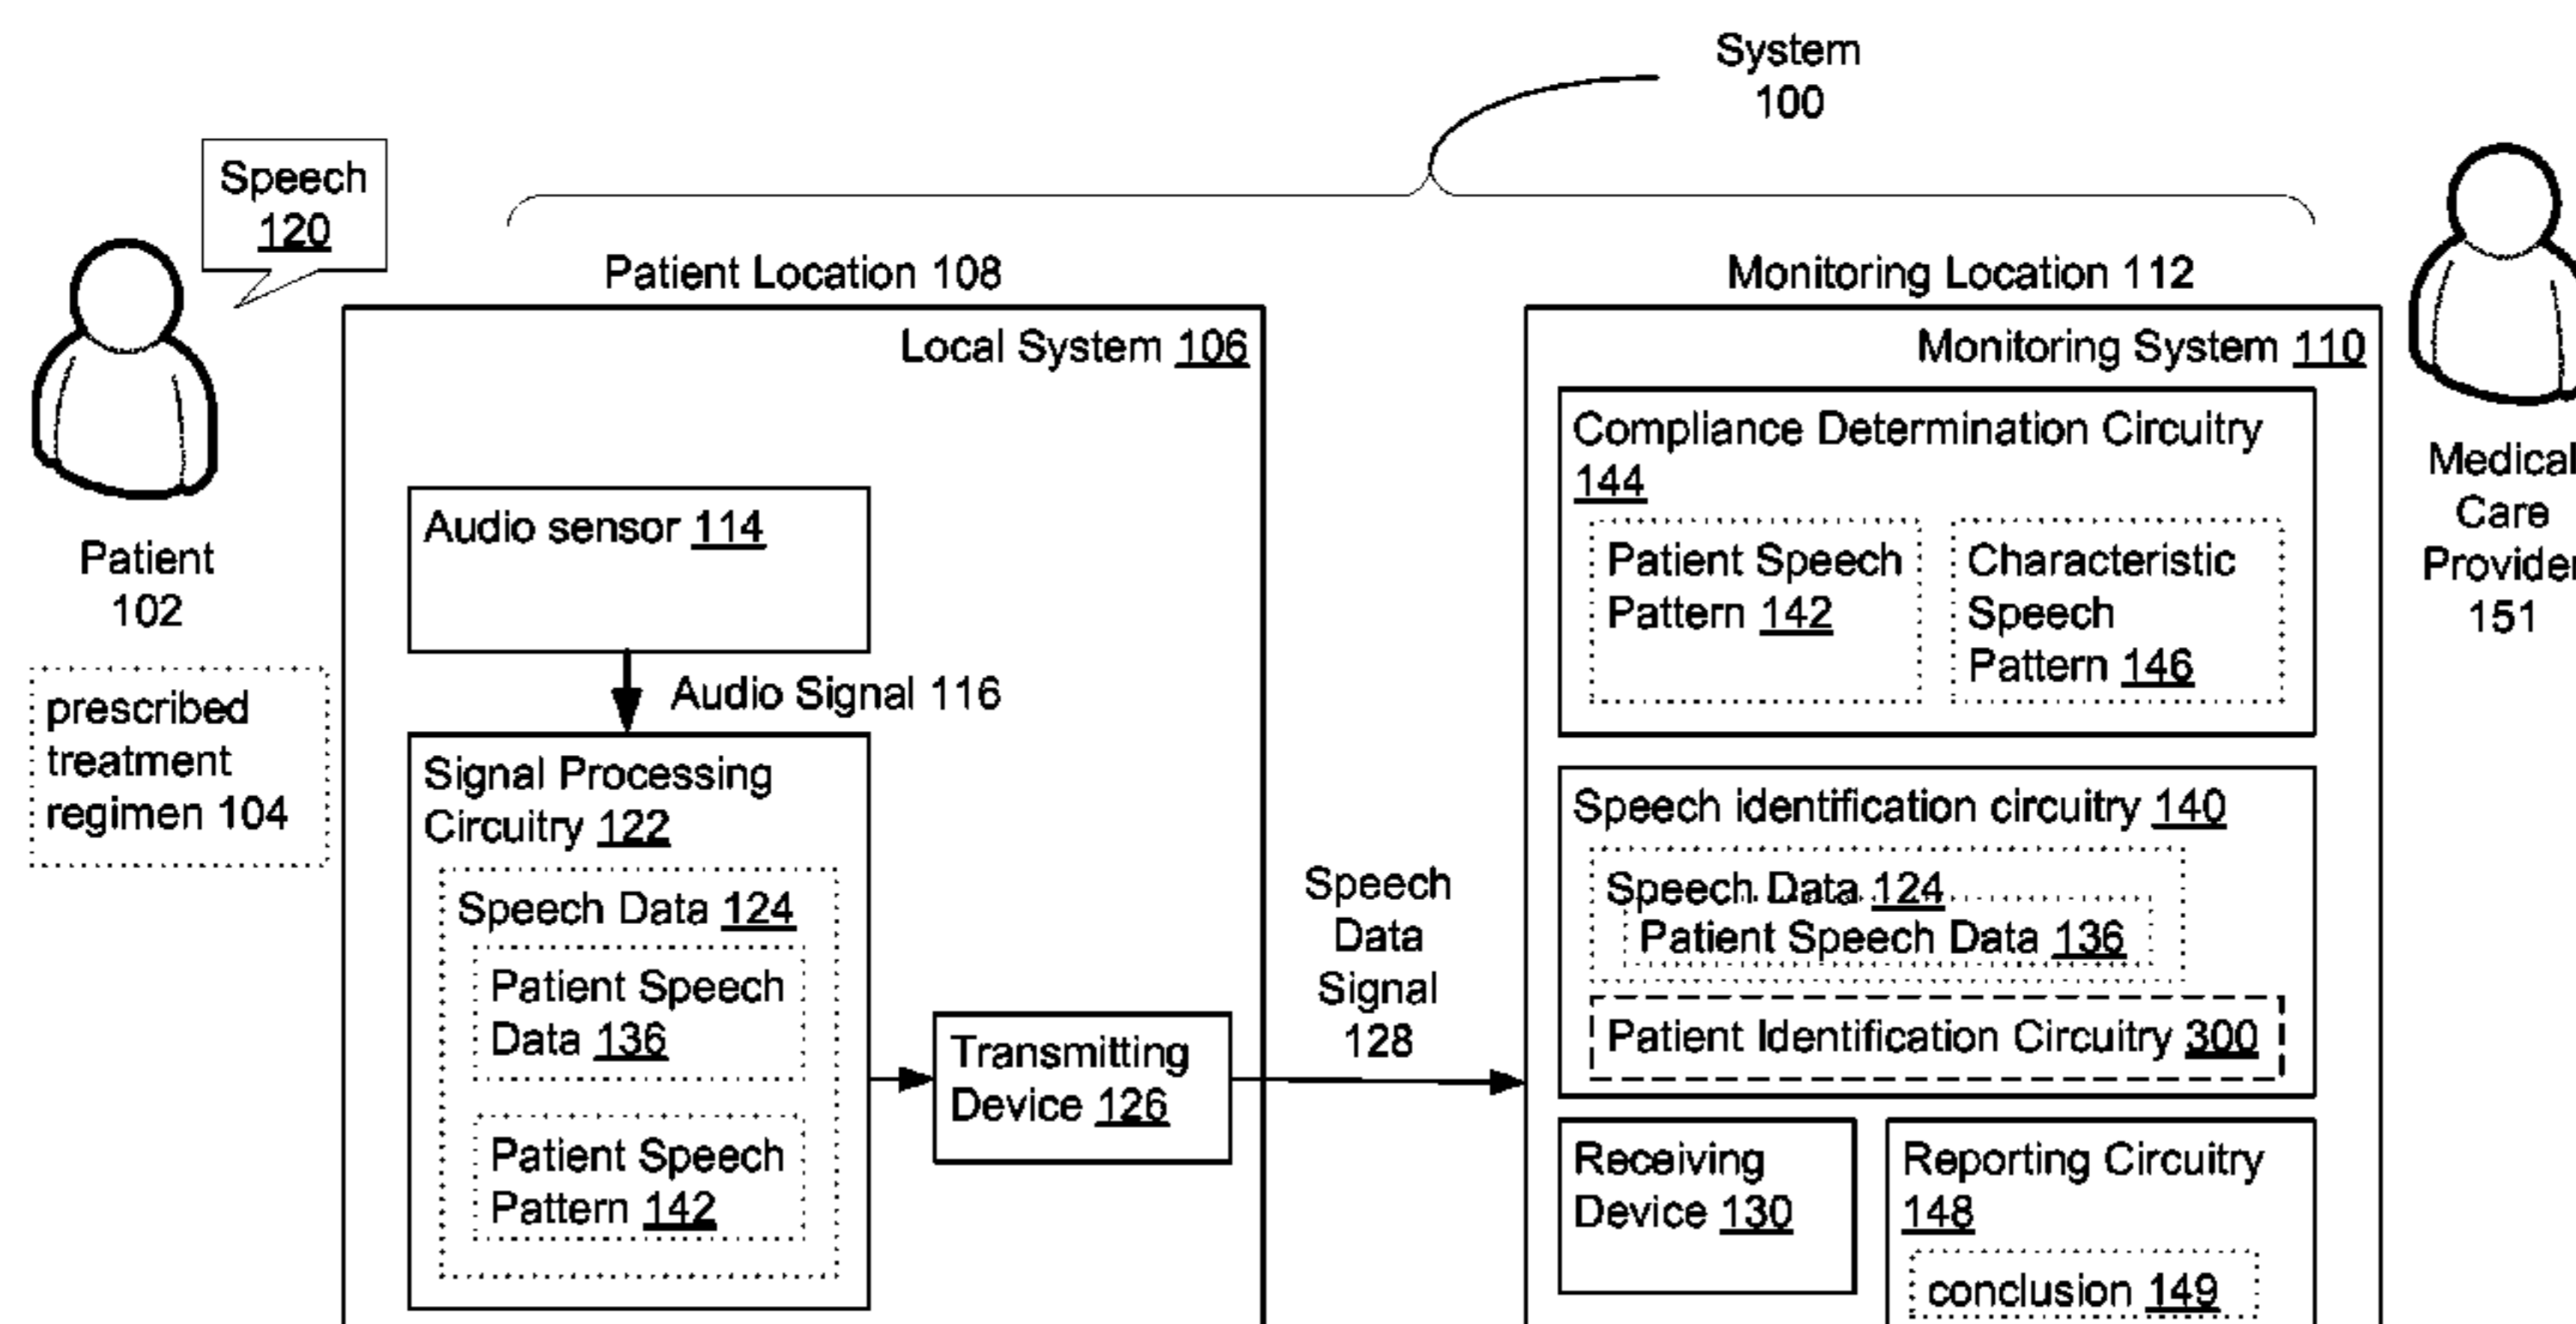 System
100
Speech
120
Patient Location 108
Monitoring Location 112
Patient
102
prescribed
treatment
regimen 104
Local System 106
Audio sensor 114
Audio Signal 116
Signal Processing
Circuitry 122
Speech Data 124
Patient Speech
Data 136
Patient Speech
Pattern 142
Transmitting
Device 126
Speech
Data
Signal
128
Monitoring System 110
Compliance Determination Circuitry
144
Patient Speech
Pattern 142
Characteristic
Speech
Pattern 146
Speech identification circuitry 140
Speech Data 124
Patient Speech Data 136
Patient Identification Circuitry 300
Receiving
Device 130
Reporting Circuitry
148
conclusion 149
Medical
Care
Provider
151